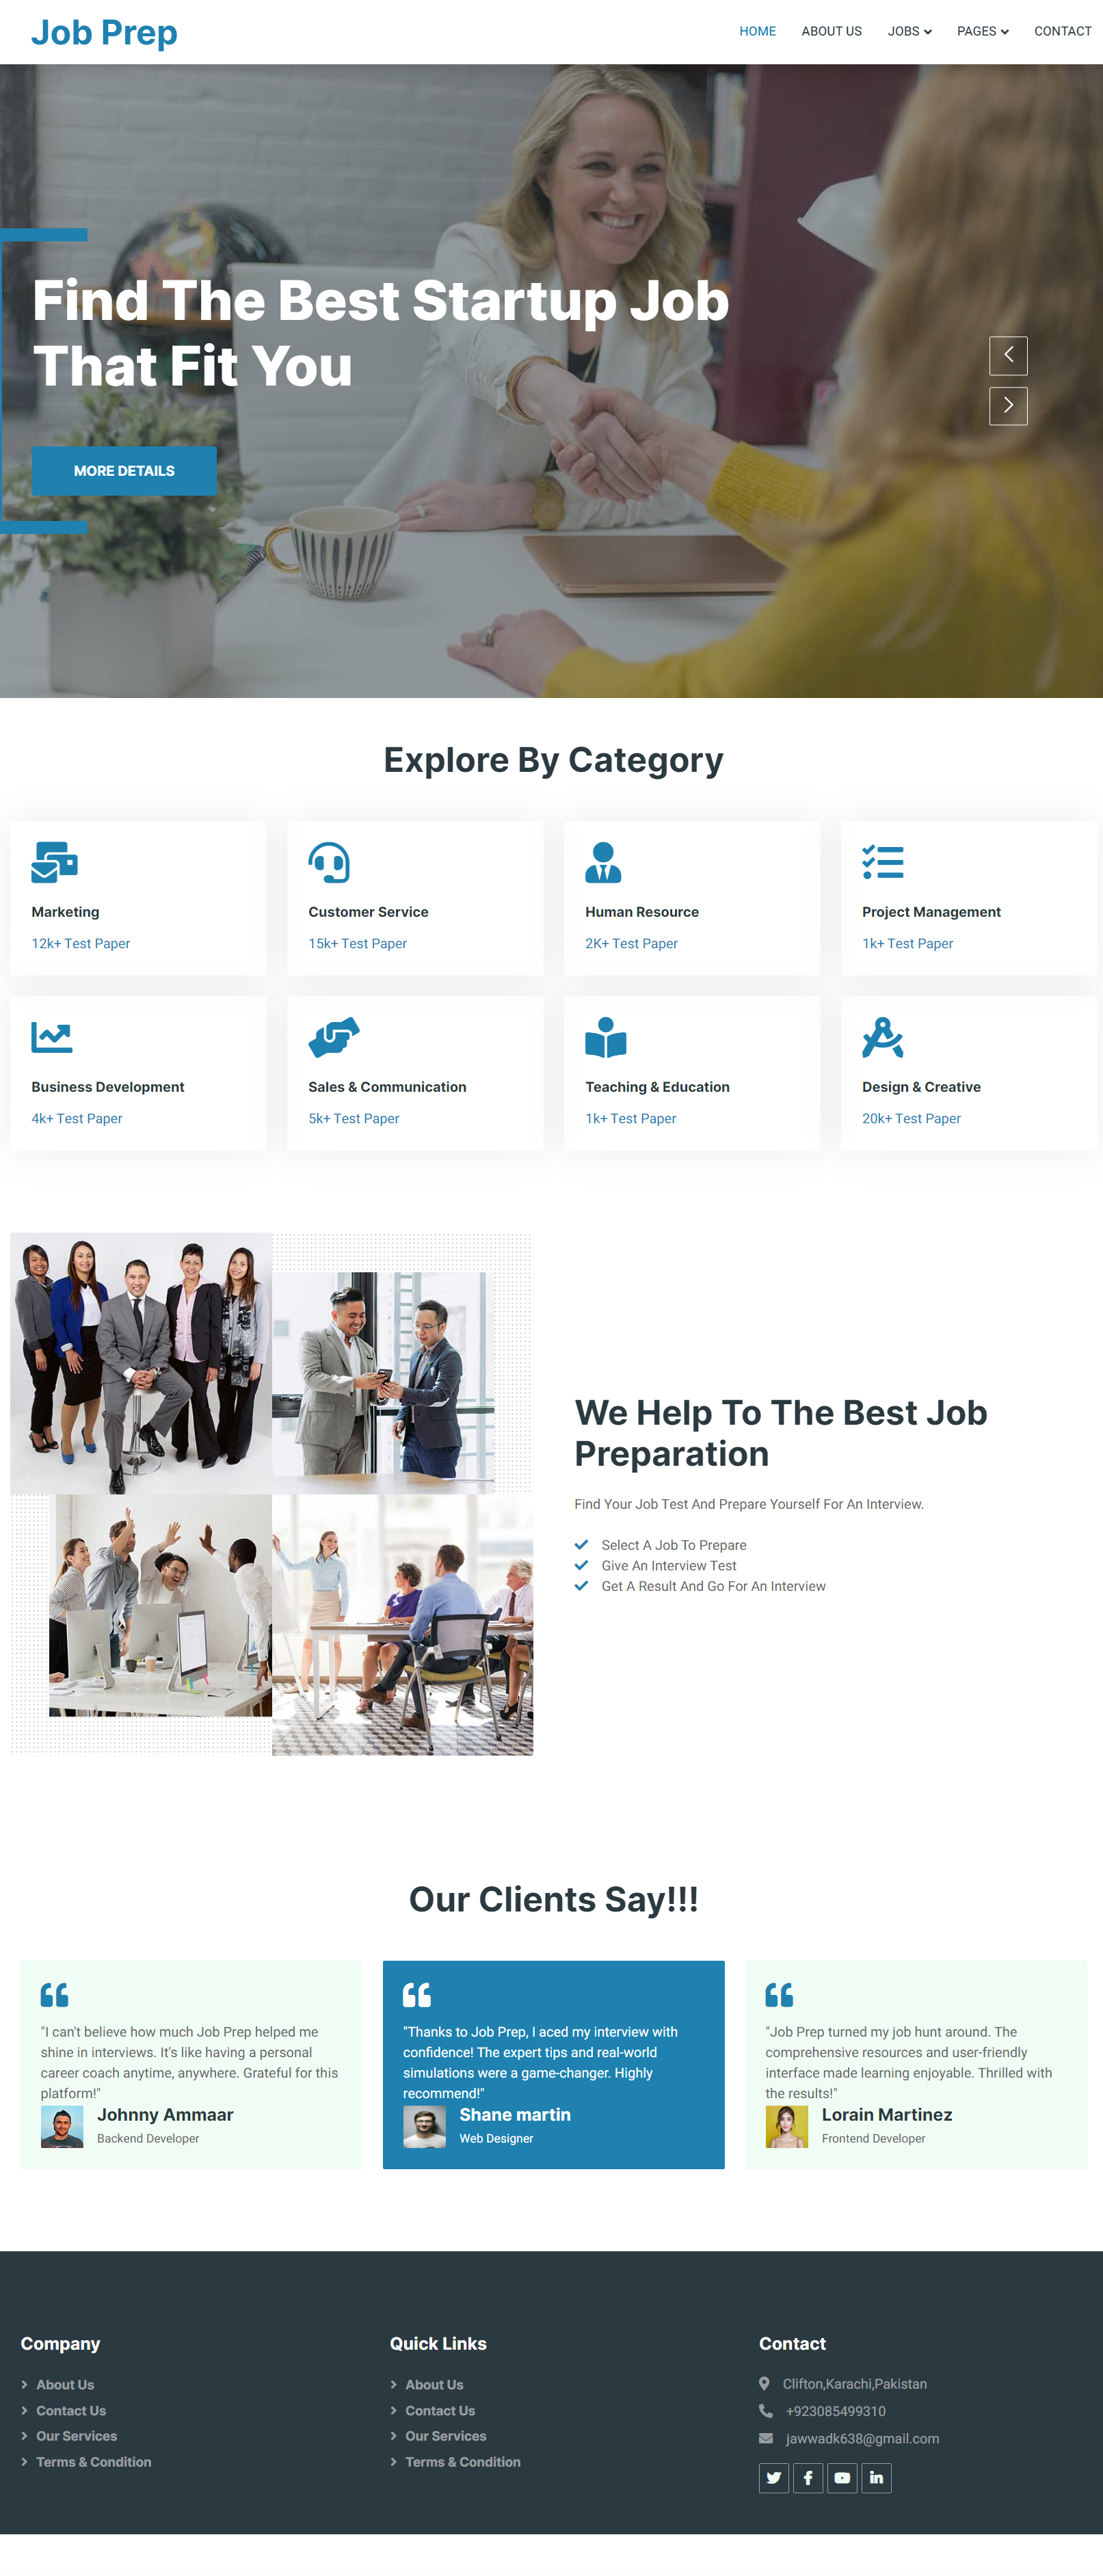 Job Prep
HOME
ABOUT US
JOBS
PAGES
CONTACT
Find The Best Startup Job
That Fit You
MORE DETAILS
Explore By Category
Marketing
12k+ Test Paper
Customer Service
15k+ Test Paper
Human Resource
2K+ Test Paper
Project Management
1k+ Test Paper
Business Development
4k+ Test Paper
Sales & Communication
5k+ Test Paper
Teaching & Education
1k+ Test Paper
Design & Creative
20k+ Test Paper
We Help To The Best Job
Preparation
Find Your Job Test And Prepare Yourself For An Interview.
Select A Job To Prepare
Give An Interview Test
Get A Result And Go For An Interview
Our Clients Say!!!
"I can't believe how much Job Prep helped me
shine in interviews. It's like having a personal
career coach anytime, anywhere. Grateful for this
platform!"
Johnny Ammaar
Backend Developer
"Thanks to Job Prep, I aced my interview with
confidence! The expert tips and real-world
simulations were a game-changer. Highly
recommend!"
Shane martin
Web Designer
"Job Prep turned my job hunt around. The
comprehensive resources and user-friendly
interface made learning enjoyable. Thrilled with
the results!"
Lorain Martinez
Frontend Developer
Company
About Us
Contact Us
Our Services
Terms & Condition
Quick Links
About Us
Contact Us
Our Services
Terms & Condition
Contact
Clifton,Karachi,Pakistan
+923085499310
jawwadk638@gmail.com